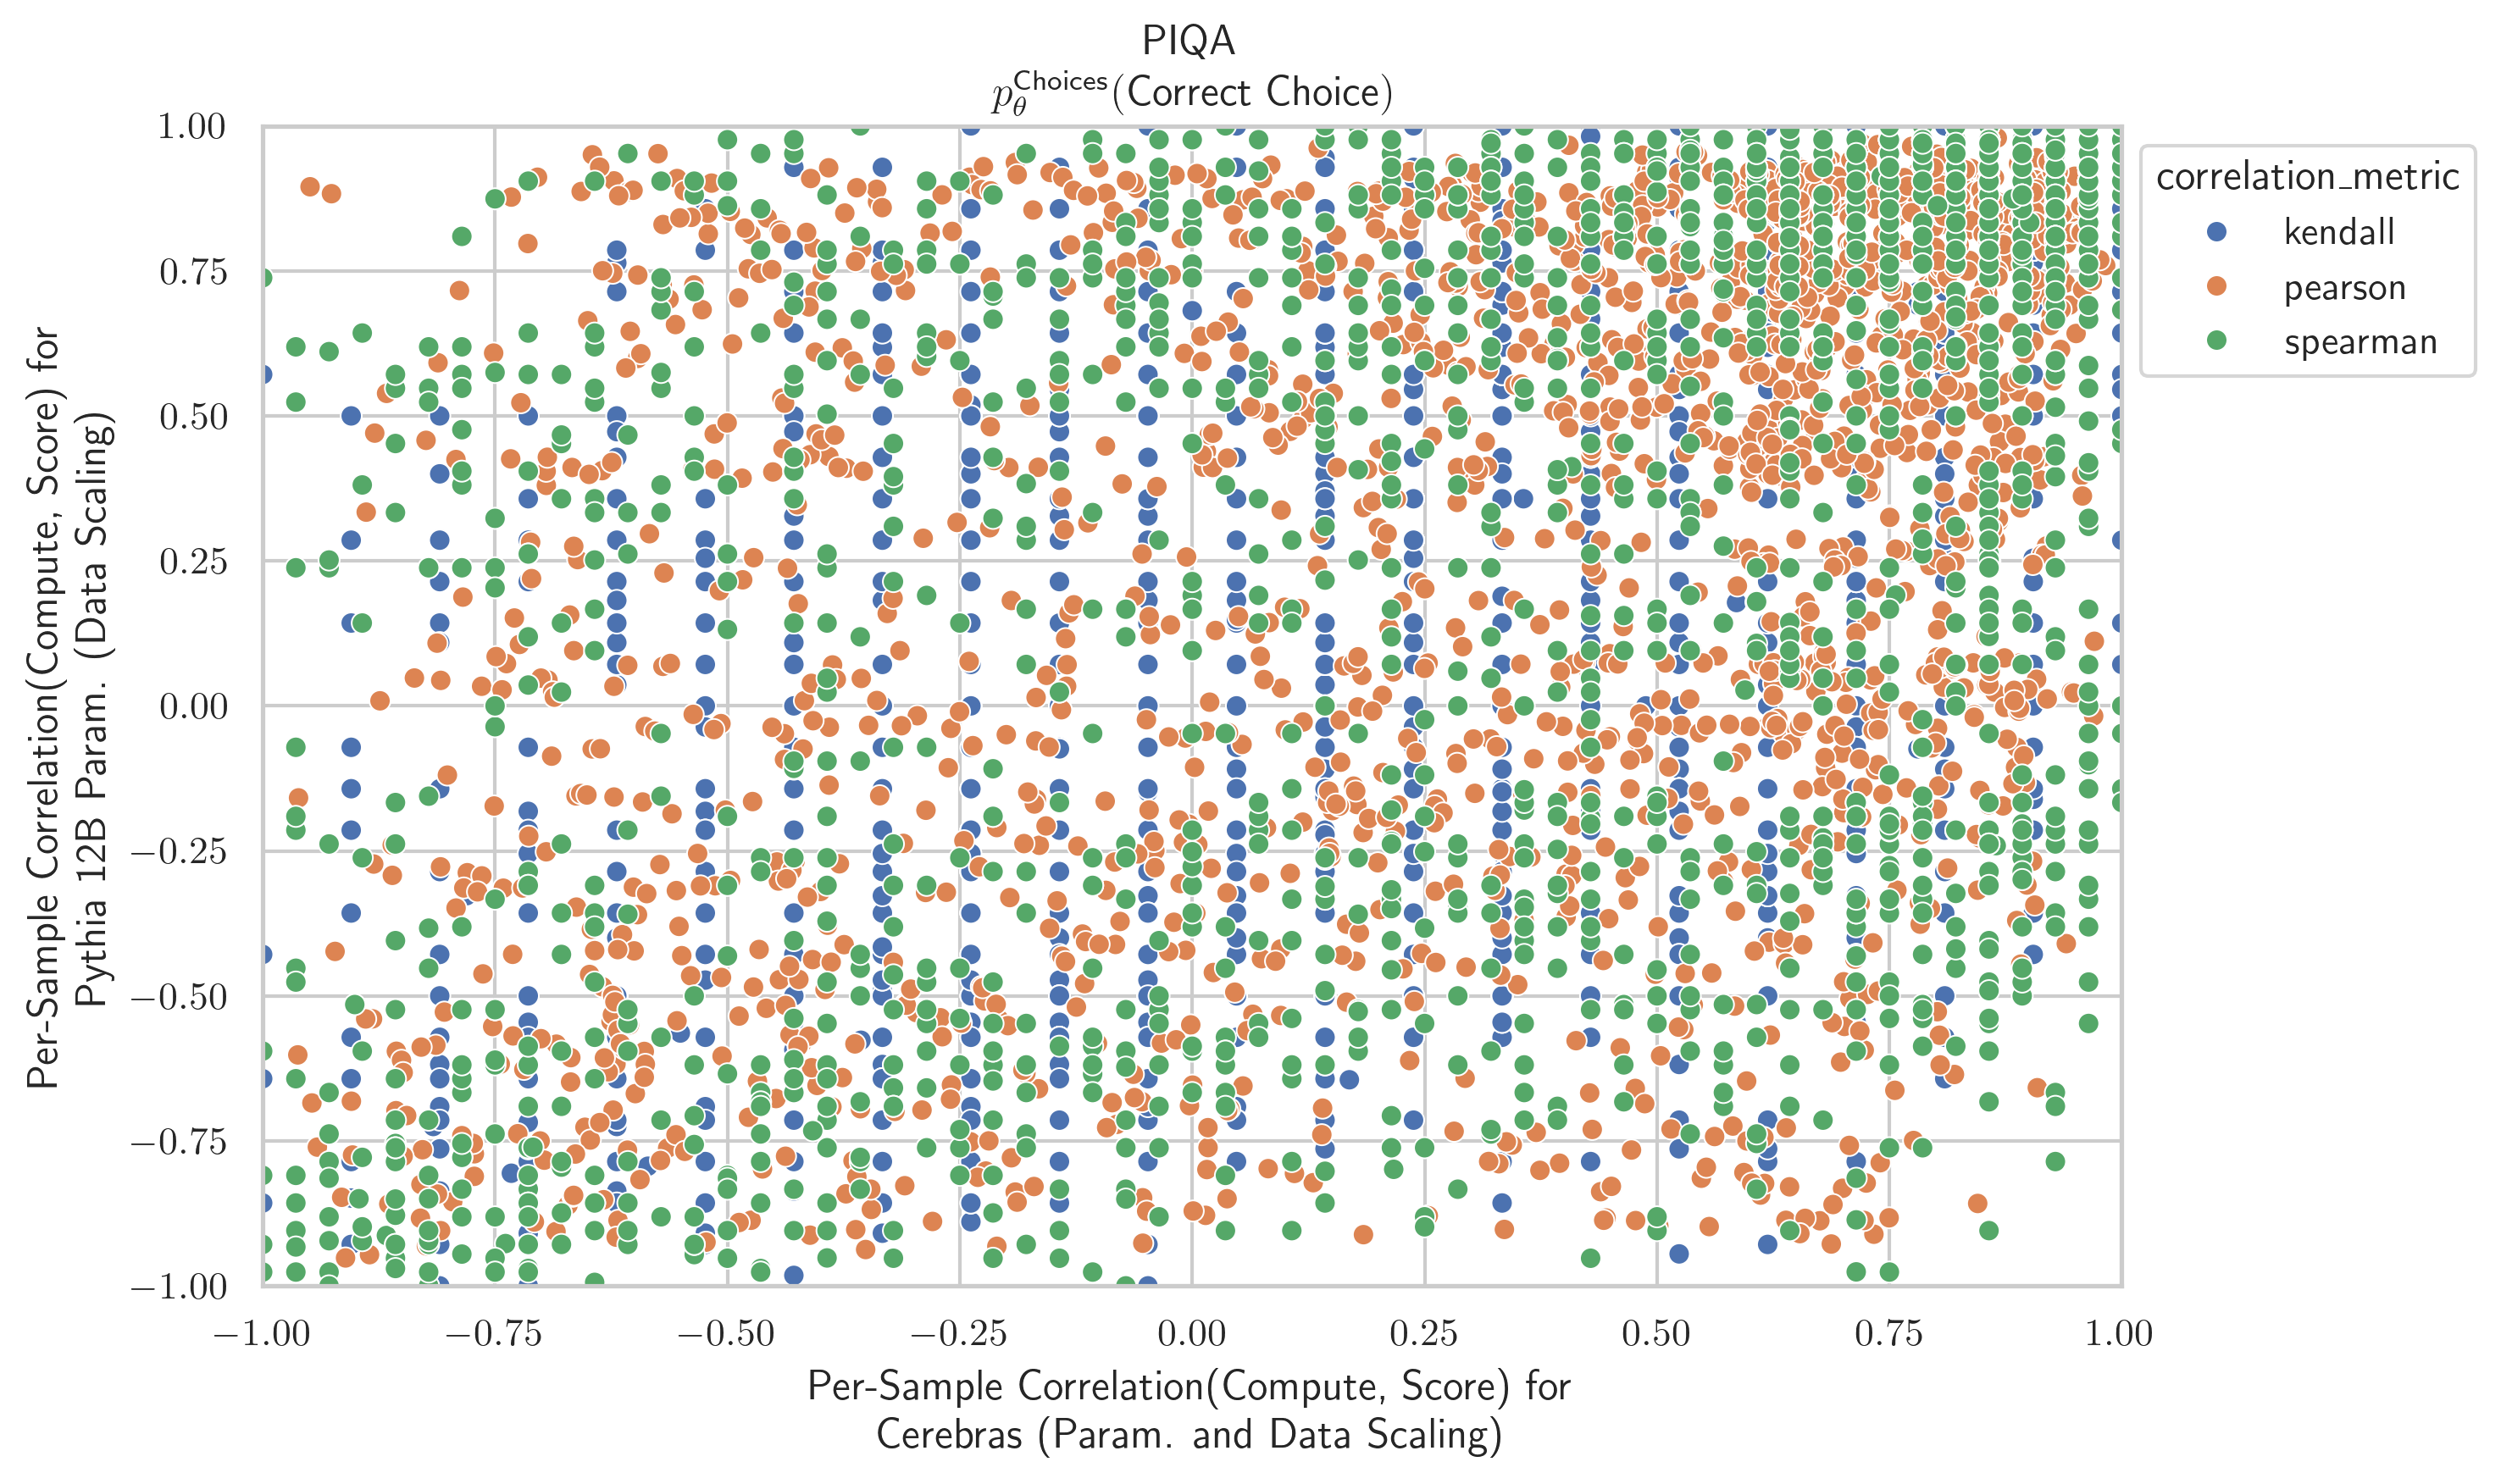 PIQA
p_θ^Choices(Correct Choice)
Per-Sample Correlation(Compute, Score) for
Pythia 12B Param. (Data Scaling)
1.00
0.75
0.50
0.25
0.00
−0.25
−0.50
−0.75
−1.00
−1.00 −0.75 −0.50 −0.25 0.00 0.25 0.50 0.75 1.00
Per-Sample Correlation(Compute, Score) for
Cerebras (Param. and Data Scaling)
correlation_metric
kendall
pearson
spearman